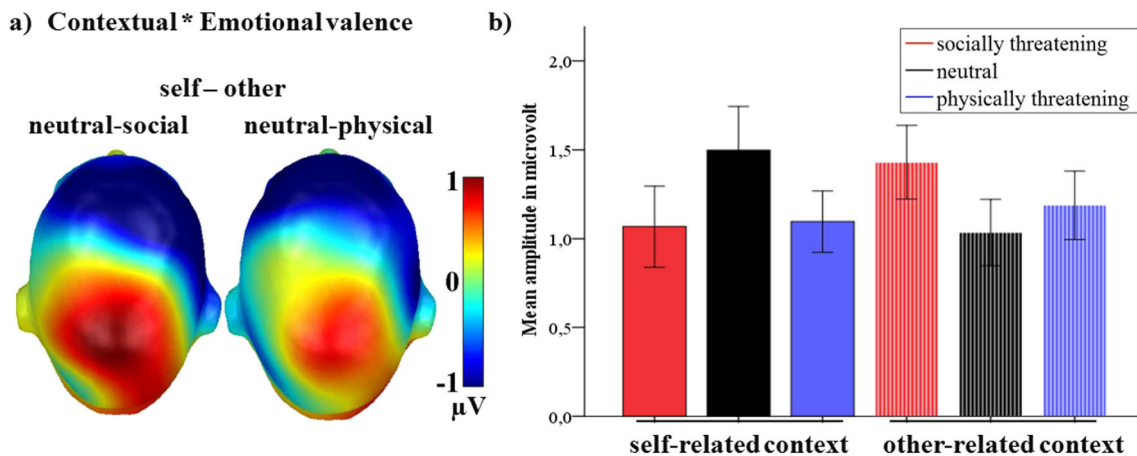 a) Contextual * Emotional valence
self – other
neutral-social neutral-physical
1
0
-1
µV
b)
socially threatening
neutral
physically threatening
Mean amplitude in microvolt
2,0
1,5
1,0
0,5
0,0
self-related context other-related context